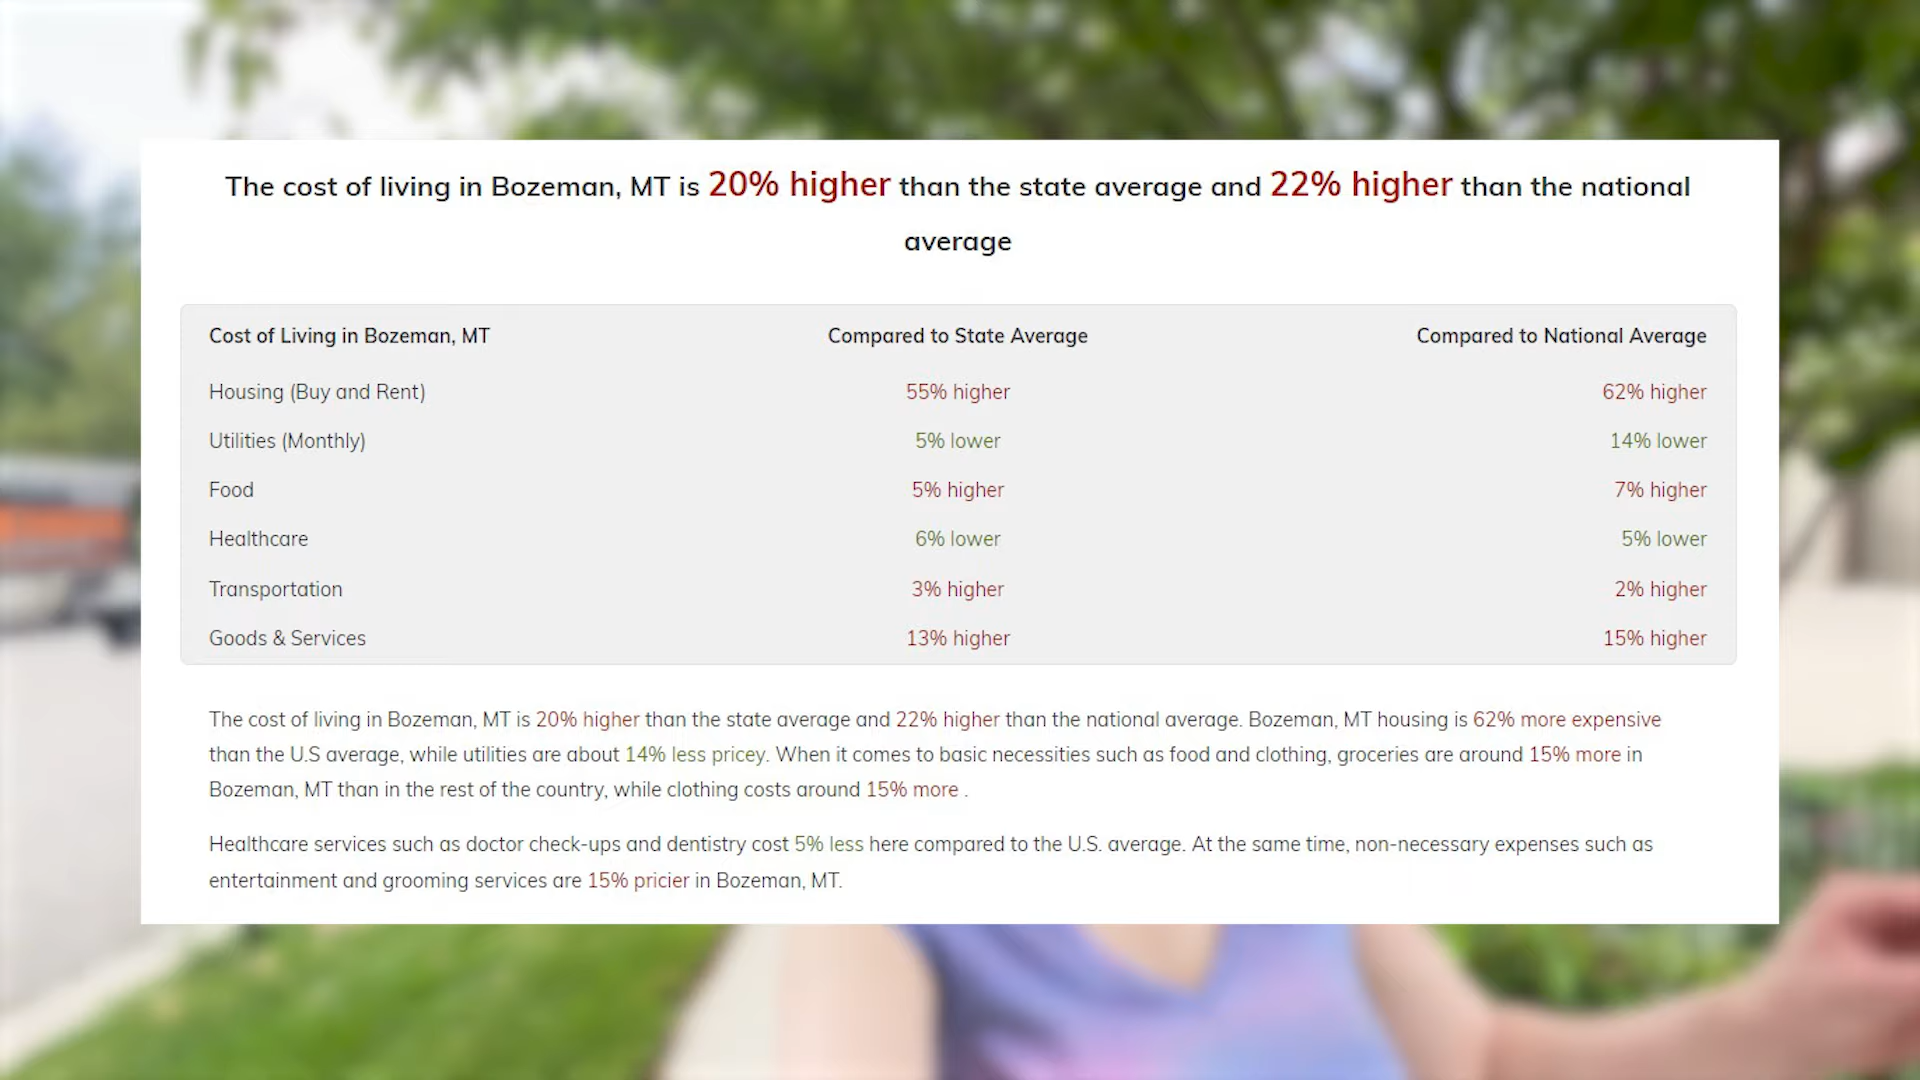 The cost of living in Bozeman, MT is 20% higher than the state average and 22% higher than the national
average
Cost of Living in Bozeman, MT Compared to State Average Compared to National Average
Housing (Buy and Rent) 55% higher 62% higher
Utilities (Monthly) 5% lower 14% lower
Food 5% higher 7% higher
Healthcare 6% lower 5% lower
Transportation 3% higher 2% higher
Goods & Services 13% higher 15% higher
The cost of living in Bozeman, MT is 20% higher than the state average and 22% higher than the national average. Bozeman, MT housing is 62% more expensive
than the U.S average, while utilities are about 14% less pricey. When it comes to basic necessities such as food and clothing, groceries are around 15% more in
Bozeman, MT than in the rest of the country, while clothing costs around 15% more .
Healthcare services such as doctor check-ups and dentistry cost 5% less here compared to the U.S. average. At the same time, non-necessary expenses such as
entertainment and grooming services are 15% pricier in Bozeman, MT.